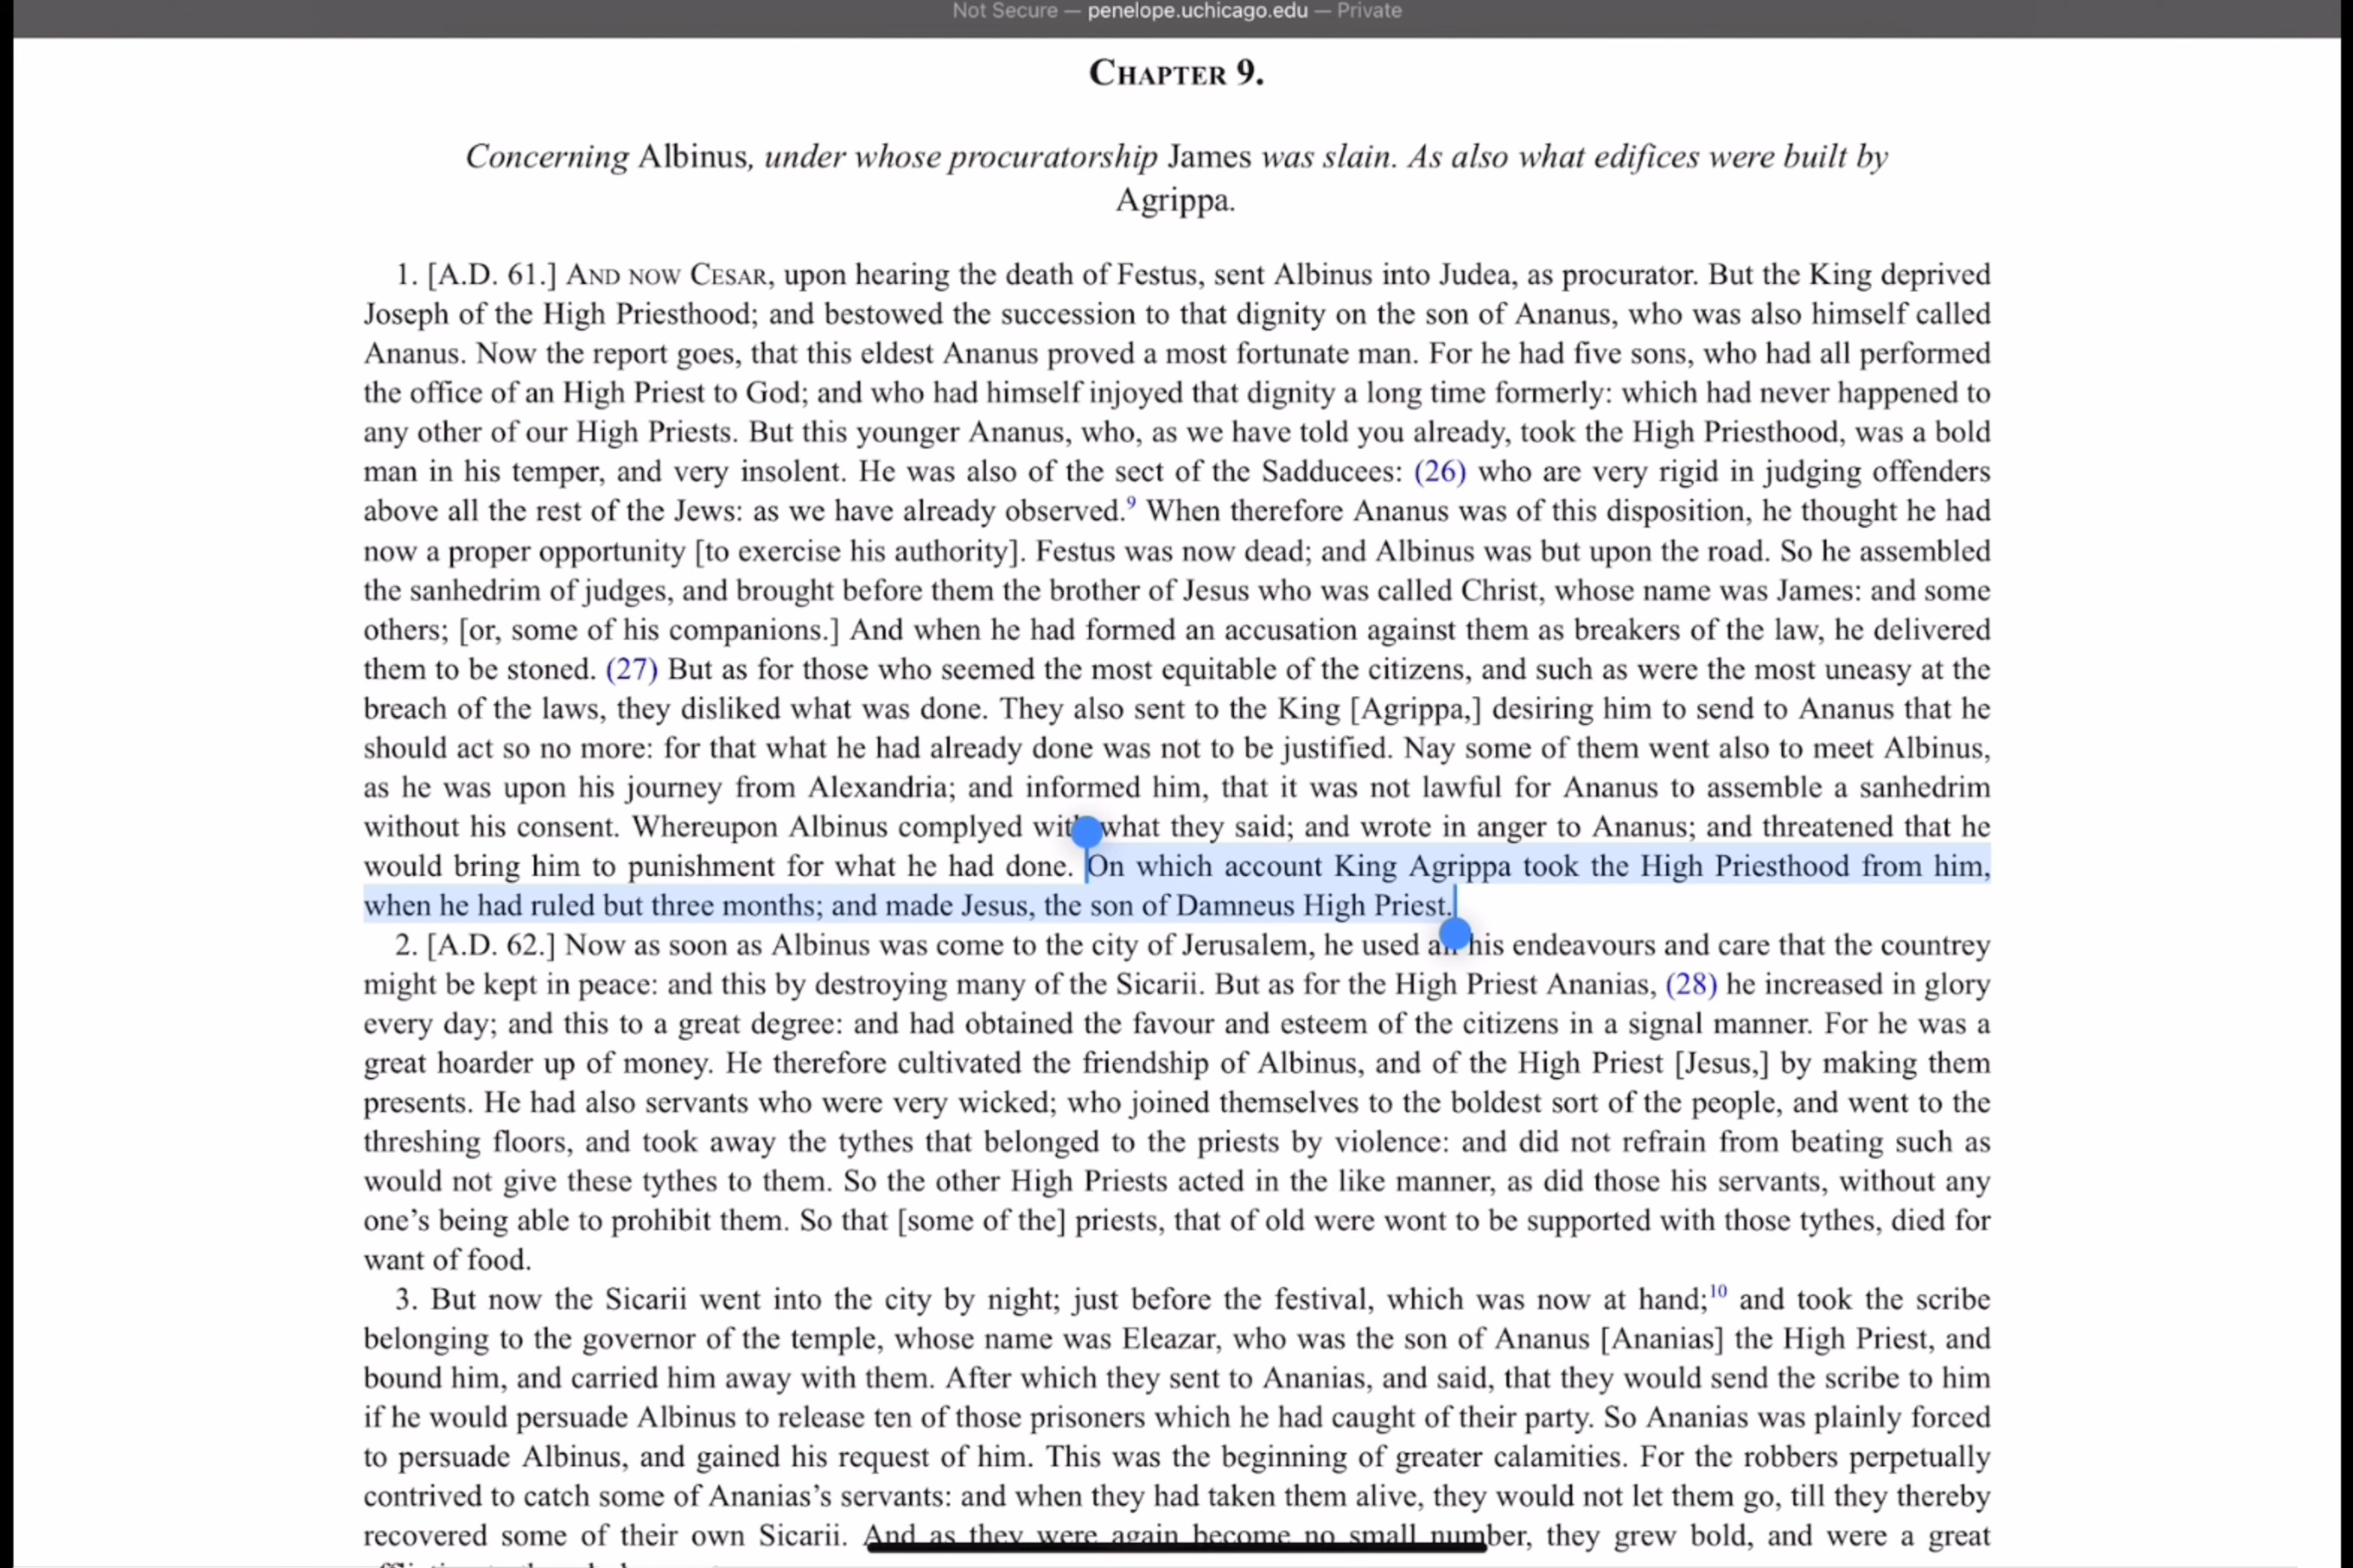 Not Secure — penelope.uchicago.edu — Private
CHAPTER 9.
Concerning Albinus, under whose procuratorship James was slain. As also what edifices were built by
Agrippa.
1. [A.D. 61.] AND NOW CESAR, upon hearing the death of Festus, sent Albinus into Judea, as procurator. But the King deprived
Joseph of the High Priesthood; and bestowed the succession to that dignity on the son of Ananus, who was also himself called
Ananus. Now the report goes, that this eldest Ananus proved a most fortunate man. For he had five sons, who had all performed
the office of an High Priest to God; and who had himself injoyed that dignity a long time formerly: which had never happened to
any other of our High Priests. But this younger Ananus, who, as we have told you already, took the High Priesthood, was a bold
man in his temper, and very insolent. He was also of the sect of the Sadducees: (26) who are very rigid in judging offenders
above all the rest of the Jews: as we have already observed.9 When therefore Ananus was of this disposition, he thought he had
now a proper opportunity [to exercise his authority]. Festus was now dead; and Albinus was but upon the road. So he assembled
the sanhedrim of judges, and brought before them the brother of Jesus who was called Christ, whose name was James: and some
others; [or, some of his companions.] And when he had formed an accusation against them as breakers of the law, he delivered
them to be stoned. (27) But as for those who seemed the most equitable of the citizens, and such as were the most uneasy at the
breach of the laws, they disliked what was done. They also sent to the King [Agrippa,] desiring him to send to Ananus that he
should act so no more: for that what he had already done was not to be justified. Nay some of them went also to meet Albinus,
as he was upon his journey from Alexandria; and informed him, that it was not lawful for Ananus to assemble a sanhedrim
without his consent. Whereupon Albinus complyed with what they said; and wrote in anger to Ananus; and threatened that he
would bring him to punishment for what he had done. On which account King Agrippa took the High Priesthood from him,
when he had ruled but three months; and made Jesus, the son of Damneus High Priest.
2. [A.D. 62.] Now as soon as Albinus was come to the city of Jerusalem, he used all his endeavours and care that the countrey
might be kept in peace: and this by destroying many of the Sicarii. But as for the High Priest Ananias, (28) he increased in glory
every day; and this to a great degree: and had obtained the favour and esteem of the citizens in a signal manner. For he was a
great hoarder up of money. He therefore cultivated the friendship of Albinus, and of the High Priest [Jesus,] by making them
presents. He had also servants who were very wicked; who joined themselves to the boldest sort of the people, and went to the
threshing floors, and took away the tythes that belonged to the priests by violence: and did not refrain from beating such as
would not give these tythes to them. So the other High Priests acted in the like manner, as did those his servants, without any
one’s being able to prohibit them. So that [some of the] priests, that of old were wont to be supported with those tythes, died for
want of food.
3. But now the Sicarii went into the city by night; just before the festival, which was now at hand;10 and took the scribe
belonging to the governor of the temple, whose name was Eleazar, who was the son of Ananus [Ananias] the High Priest, and
bound him, and carried him away with them. After which they sent to Ananias, and said, that they would send the scribe to him
if he would persuade Albinus to release ten of those prisoners which he had caught of their party. So Ananias was plainly forced
to persuade Albinus, and gained his request of him. This was the beginning of greater calamities. For the robbers perpetually
contrived to catch some of Ananias’s servants: and when they had taken them alive, they would not let them go, till they thereby
recovered some of their own Sicarii. And as they were again become no small number, they grew bold, and were a great